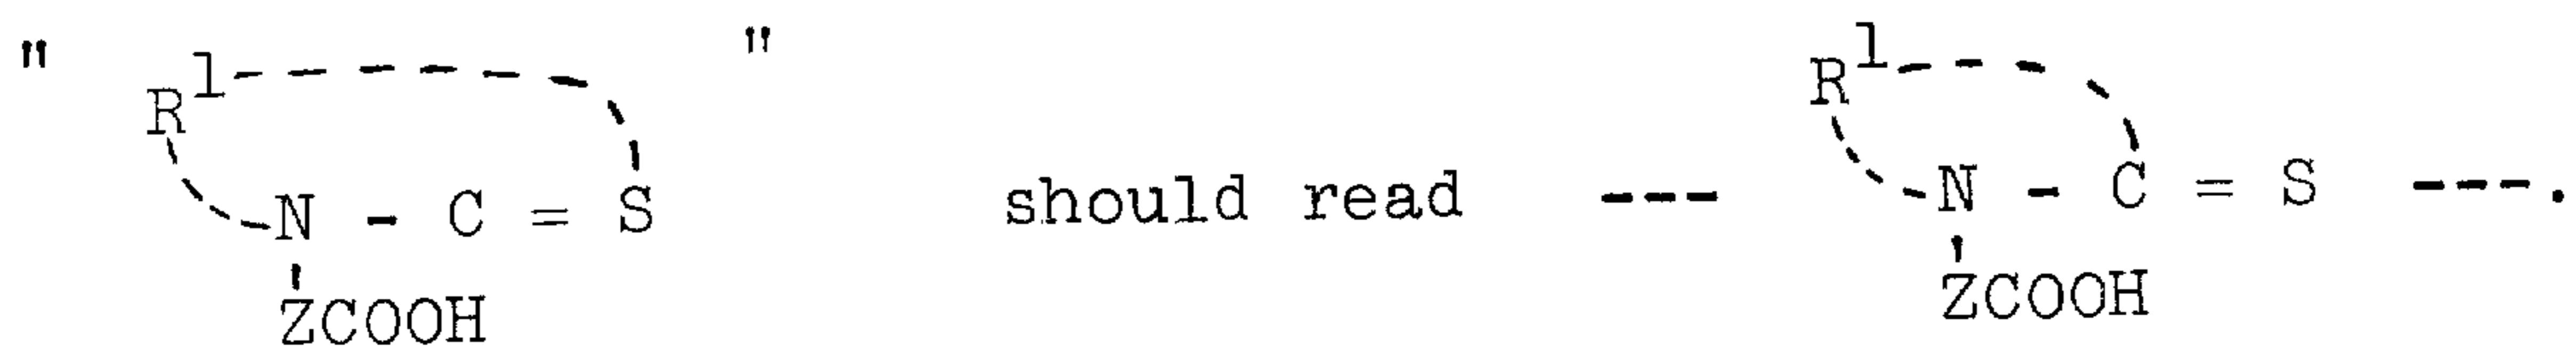 " R1 " R1
N - C = S should read --- N - C = S ---.
ZCOOH ZCOOH